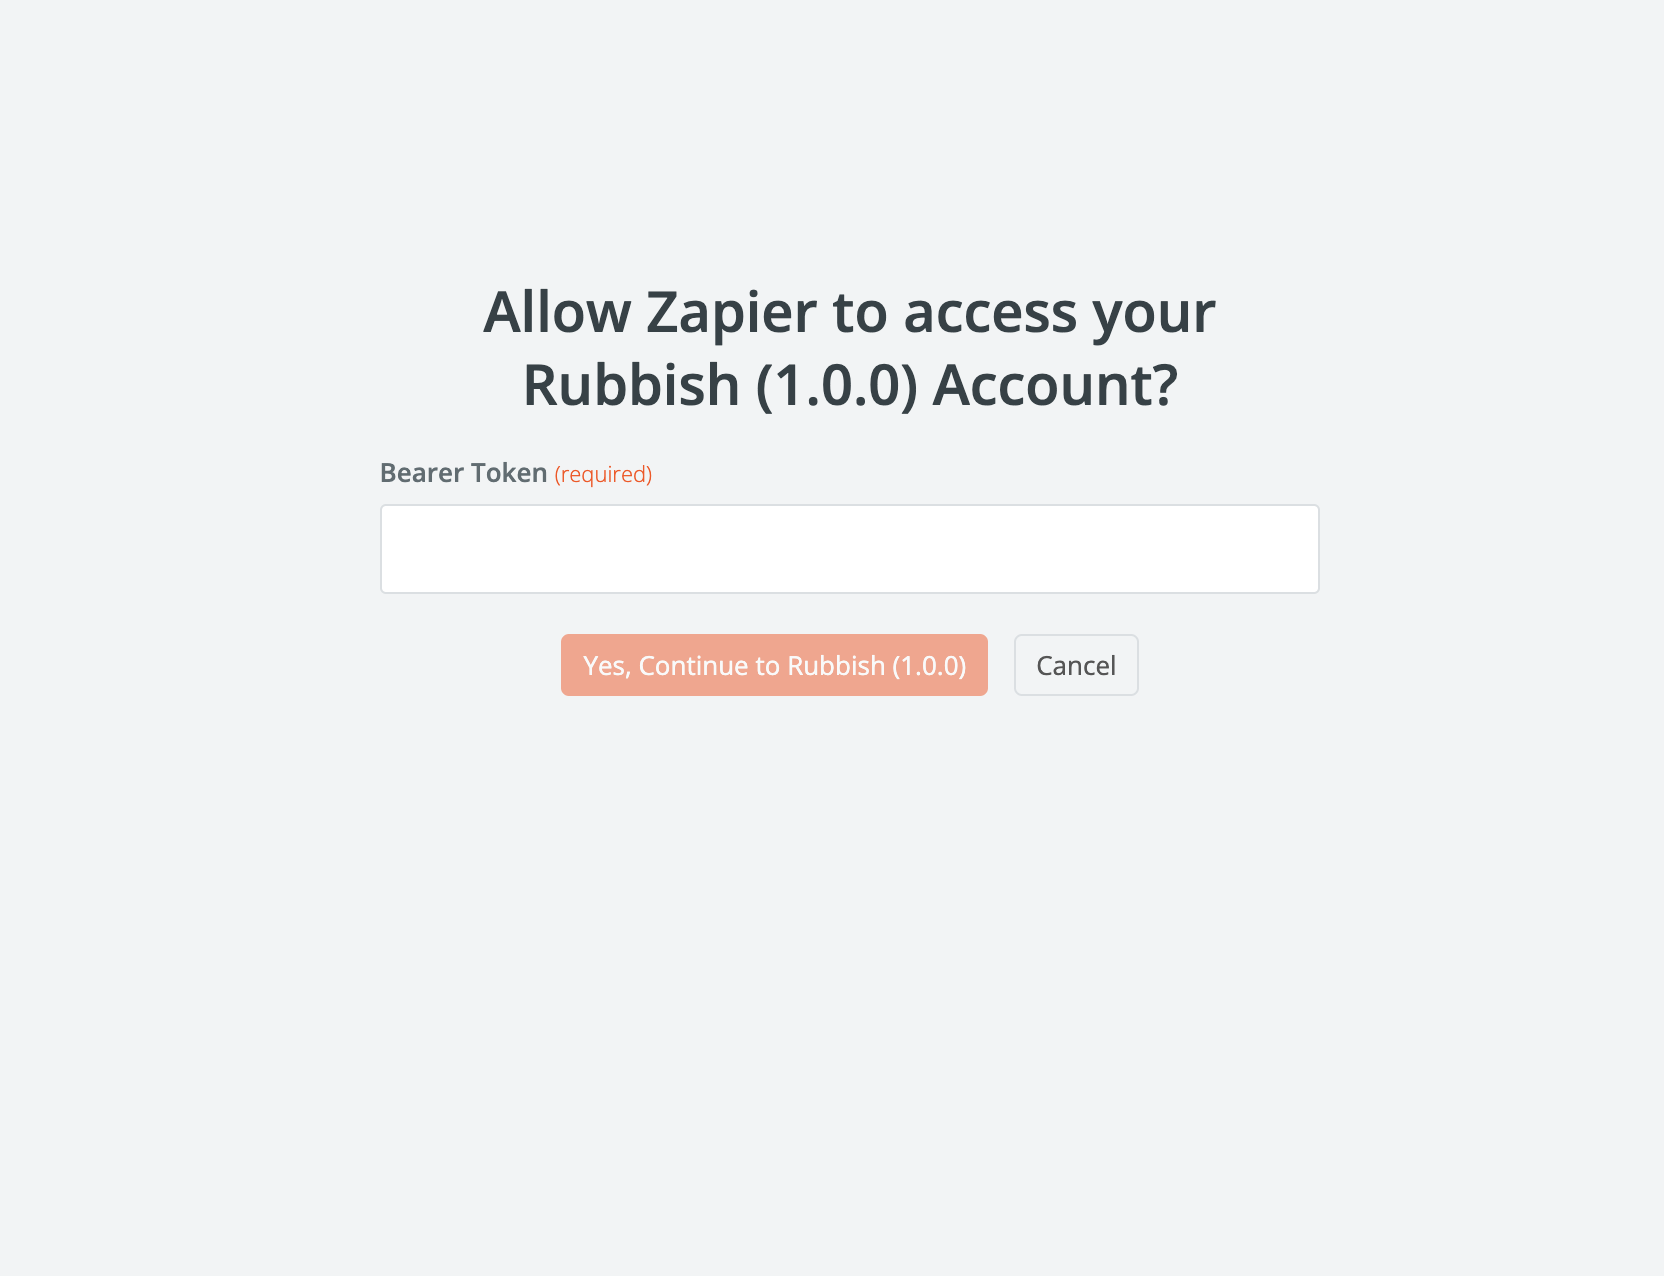 Allow Zapier to access your
Rubbish (1.0.0) Account?
Bearer Token (required)
Yes, Continue to Rubbish (1.0.0)
Cancel